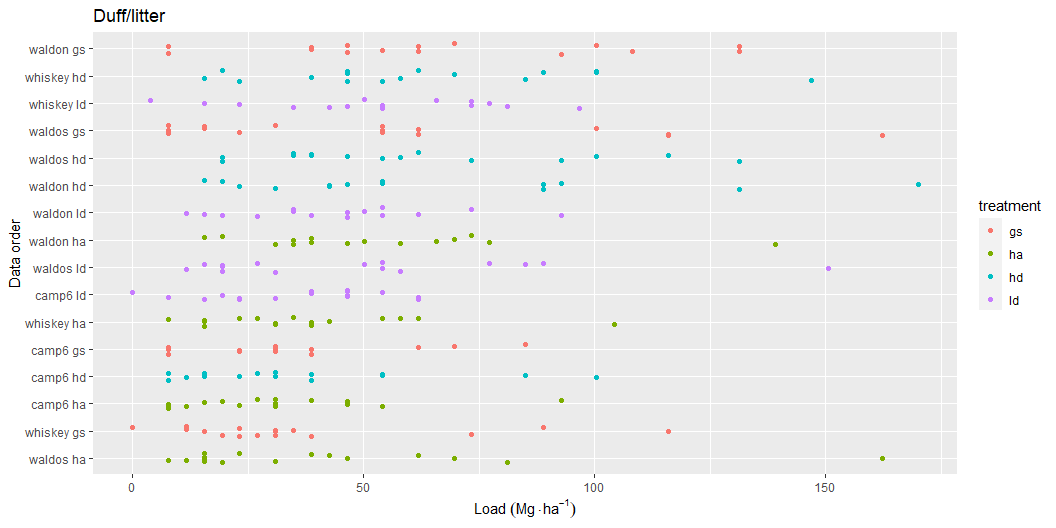 Duff/litter
waldon gs
whiskey hd
whiskey ld
waldos gs
waldos hd
waldon hd
waldon ld
waldon ha
waldos ld
camp6 ld
whiskey ha
camp6 gs
camp6 hd
camp6 ha
whiskey gs
waldos ha
Data order
0 50 100 150
Load (Mg·ha⁻¹)
treatment
gs
ha
hd
ld